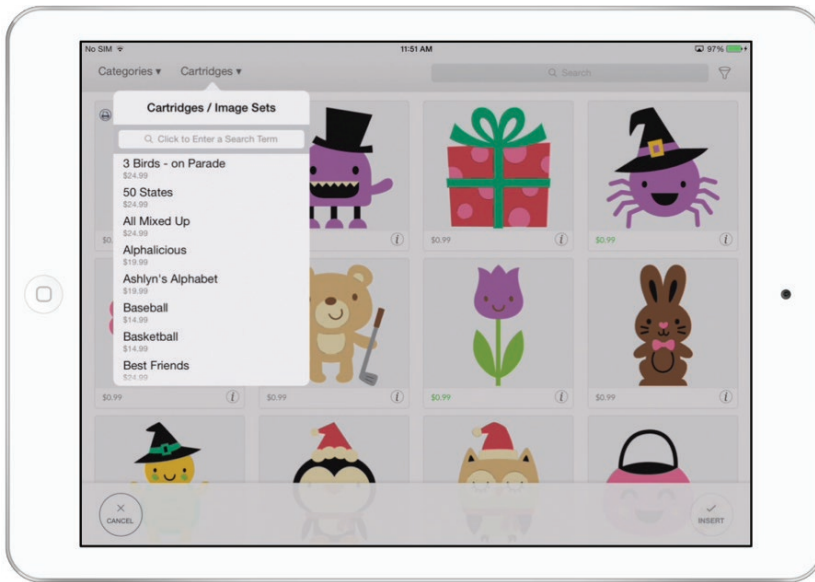 No SIM
11:51 AM
97%
Categories ▾
Cartridges ▾
Search
Cartridges / Image Sets
Click to Enter a Search Term
3 Birds - on Parade
$24.99
50 States
$24.99
All Mixed Up
$24.99
Alphalicious
$19.99
Ashlyn's Alphabet
$19.99
Baseball
$14.99
Basketball
$14.99
Best Friends
$24.99
i
$0.99
i
$0.99
i
$0.99
i
$0.99
i
$0.99
i
$0.99
i
CANCEL
INSERT